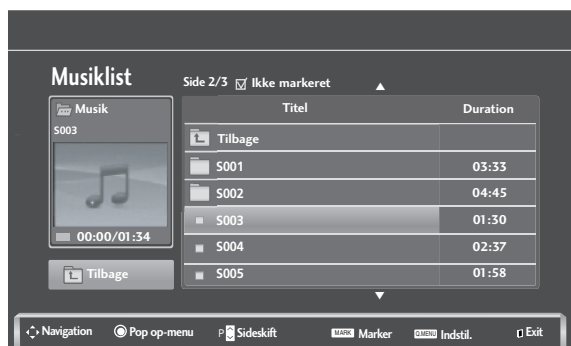 Musiklist
Side 2/3 Ikke markeret
Musik
S003
00:00/01:34
Tilbage
Titel Duration
Tilbage
S001 03:33
S002 04:45
S003 01:30
S004 02:37
S005 01:58
Navigation Pop op-menu P Sideskift MARK Marker Q.MENU Indstil. Exit